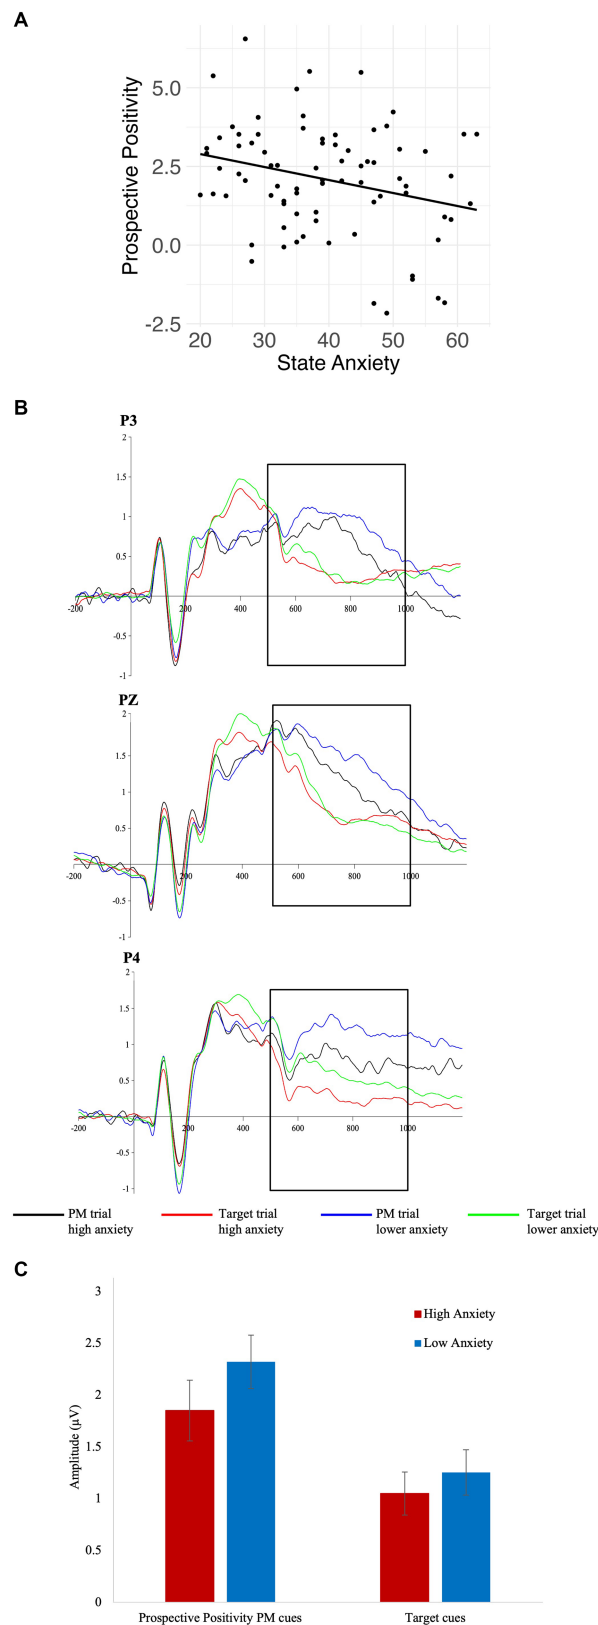 A
Prospective Positivity
5.0
2.5
0.0
-2.5
20 30 40 50 60
State Anxiety
B
P3
2
1.5
1
0.5
-200 200 400 600 800 1000
-0.5
-1
PZ
2
1.5
1
0.5
-200 200 400 600 800 1000
-0.5
-1
P4
2
1.5
1
0.5
-200 200 400 600 800 1000
-0.5
-1
PM trial Target trial PM trial Target trial
high anxiety high anxiety lower anxiety lower anxiety
C
3
2.5
2
1.5
1
0.5
0
Amplitude (µV)
High Anxiety
Low Anxiety
Prospective Positivity PM cues Target cues